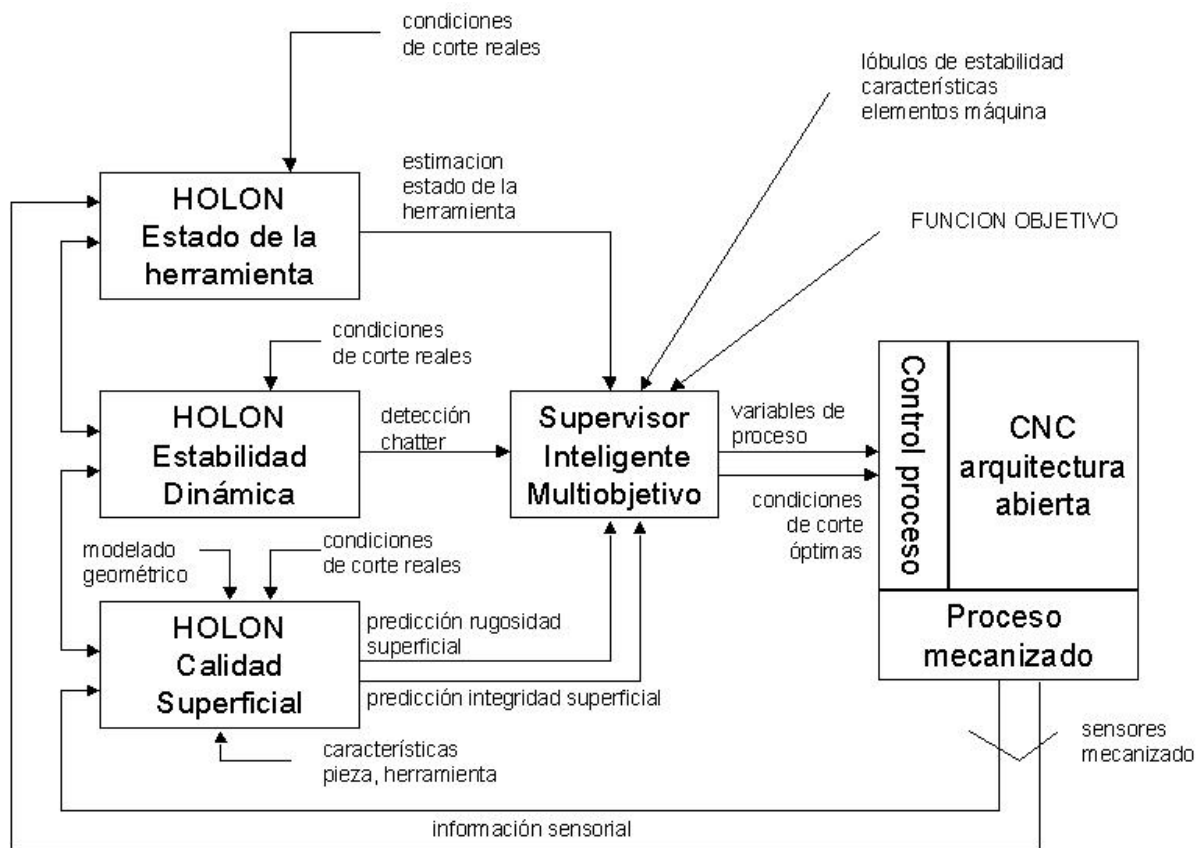 condiciones
de corte reales
lóbulos de estabilidad
características
elementos máquina
estimacion
estado de la
herramienta
HOLON
Estado de la
herramienta
FUNCION OBJETIVO
condiciones
de corte reales
HOLON
Estabilidad
Dinámica
detección
chatter
Supervisor
Inteligente
Multiobjetivo
variables de
proceso
condiciones
de corte
óptimas
Control proceso
CNC
arquitectura
abierta
Proceso
mecanizado
modelado
geométrico
condiciones
de corte reales
HOLON
Calidad
Superficial
predicción rugosidad
superficial
predicción integridad superficial
características
pieza, herramienta
sensores
mecanizado
información sensorial